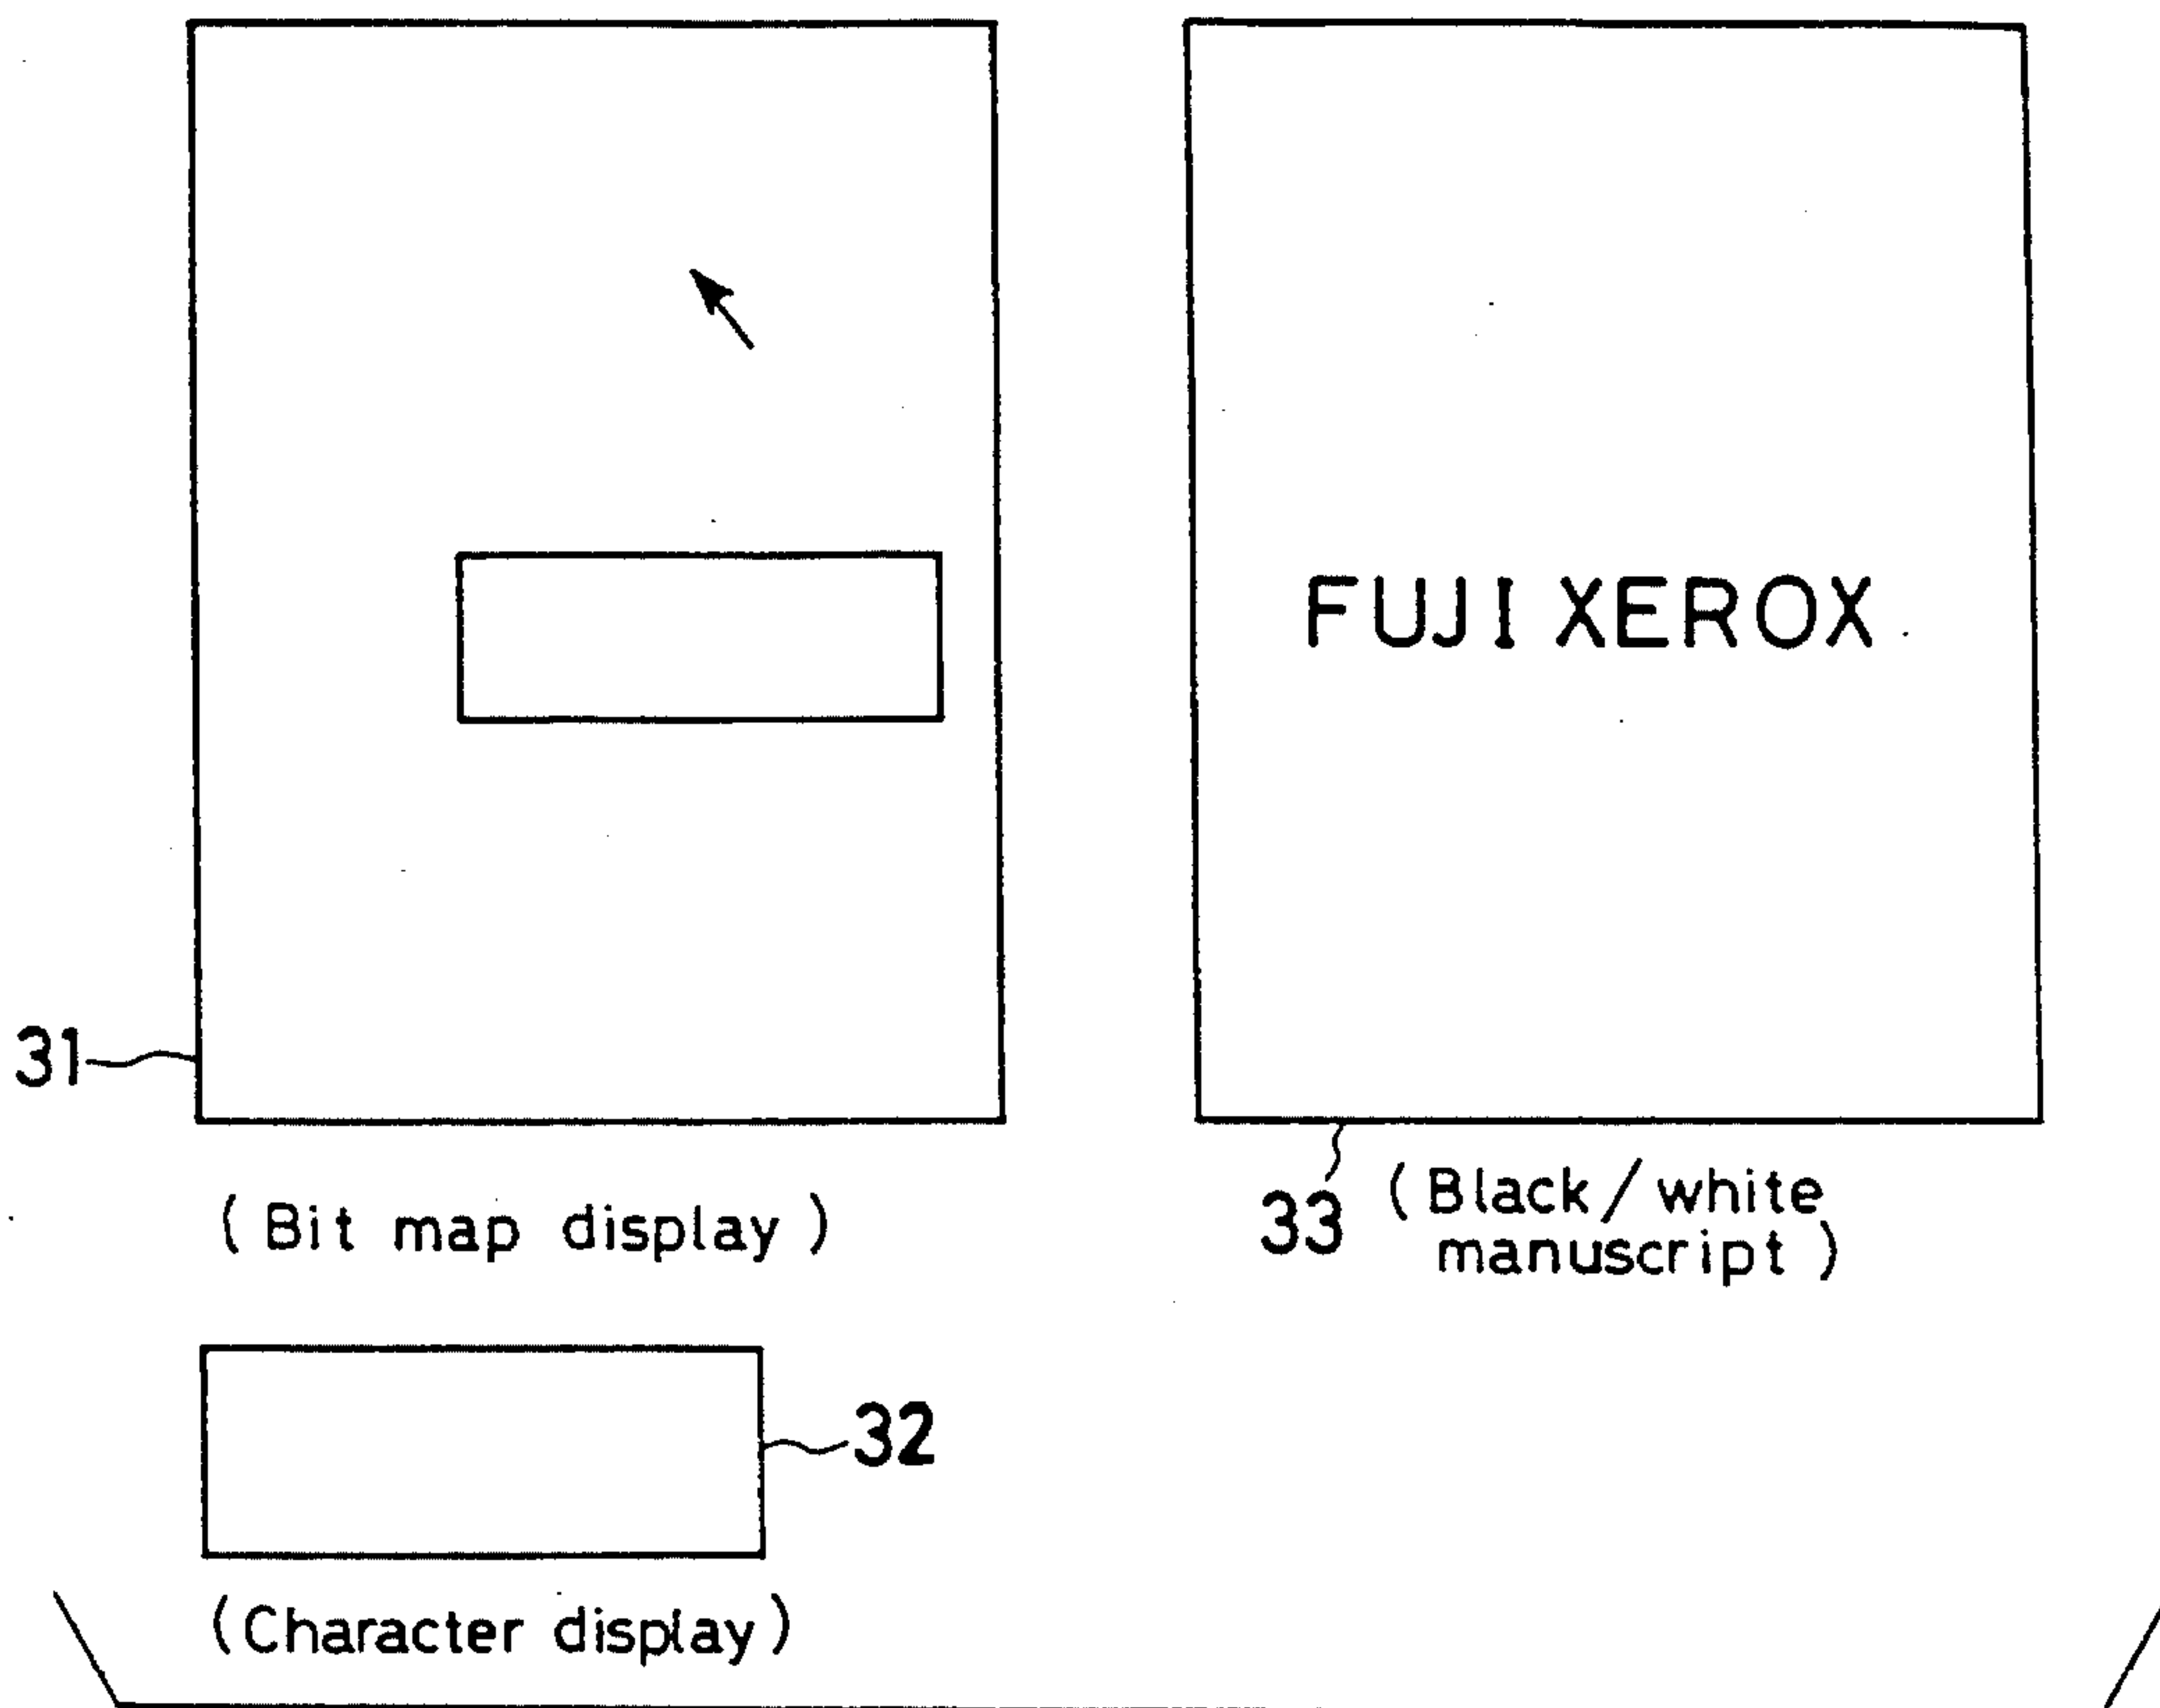 FUJI XEROX
31
(Bit map display)
33
(Black/white
manuscript)
32
(Character display)